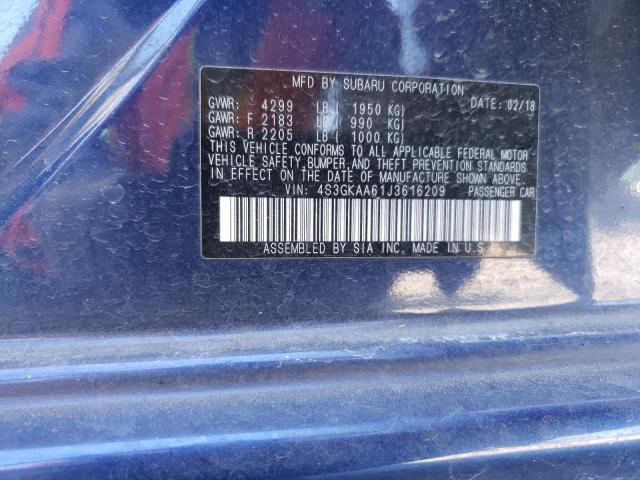 MFD BY SUBARU CORPORATION
GVWR: 4299 LB ( 1950 KG) DATE: 02/18
GAWR: F 2183 LB ( 990 KG)
GAWR: R 2205 LB ( 1000 KG)
THIS VEHICLE CONFORMS TO ALL APPLICABLE FEDERAL MOTOR
VEHICLE SAFETY, BUMPER, AND THEFT PREVENTION STANDARDS
IN EFFECT ON THE DATE OF MANUFACTURE SHOWN ABOVE.
VIN: 4S3GKAA61J3616209 PASSENGER CAR
ASSEMBLED BY SIA INC. MADE IN U.S.A